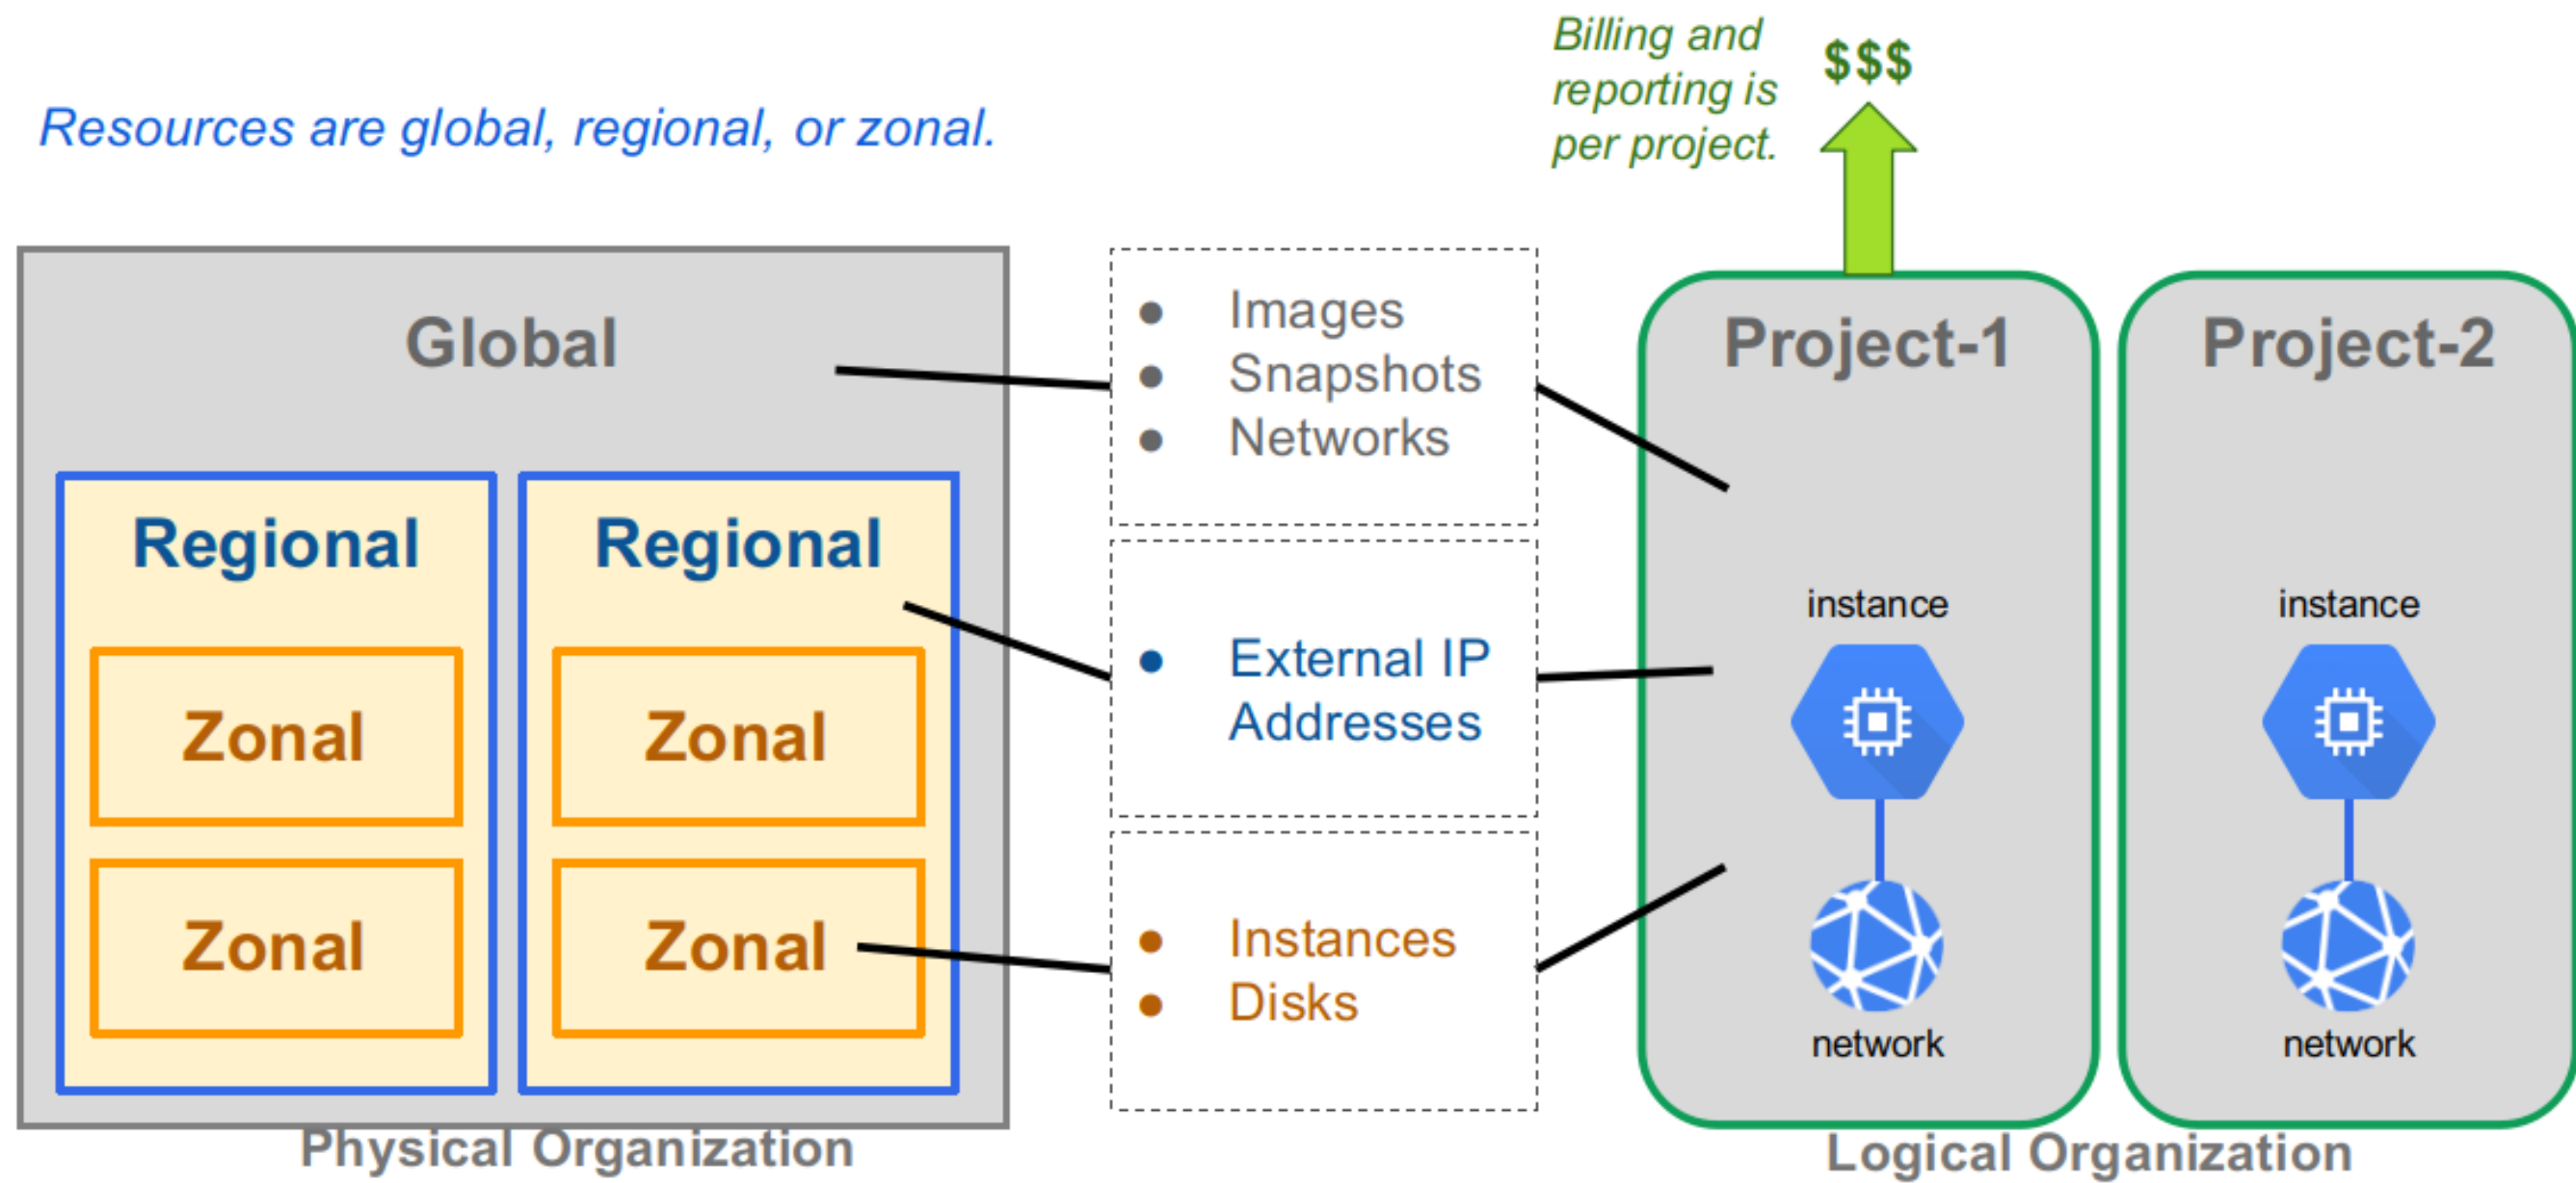 Resources are global, regional, or zonal.
Billing and
reporting is
per project.
$$$
Global
Regional
Zonal
Zonal
Regional
Zonal
Zonal
Physical Organization
● Images
● Snapshots
● Networks
● External IP
Addresses
● Instances
● Disks
Project-1
instance
network
Project-2
instance
network
Logical Organization